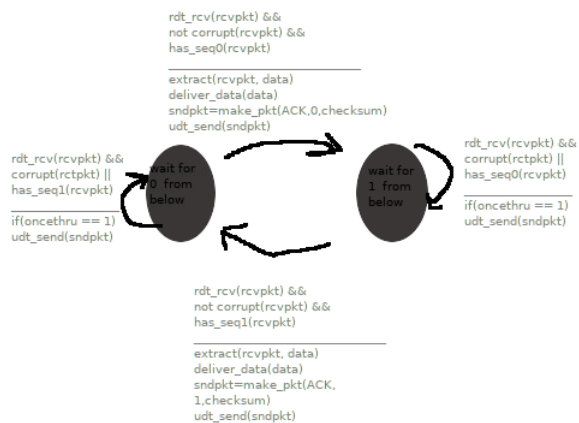 rdt_rcv(rcvpkt) &&
not corrupt(rcvpkt) &&
has_seq0(rcvpkt)
extract(rcvpkt, data)
deliver_data(data)
sndpkt=make_pkt(ACK,0,checksum)
udt_send(sndpkt)
rdt_rcv(rcvpkt) &&
corrupt(rctpkt) ||
has_seq1(rcvpkt)
if(oncethru == 1)
udt_send(sndpkt)
wait for
0 from
below
wait for
1 from
below
rdt_rcv(rcvpkt) &&
corrupt(rctpkt) ||
has_seq0(rcvpkt)
if(oncethru == 1)
udt_send(sndpkt)
rdt_rcv(rcvpkt) &&
not corrupt(rcvpkt) &&
has_seq1(rcvpkt)
extract(rcvpkt, data)
deliver_data(data)
sndpkt=make_pkt(ACK,
1,checksum)
udt_send(sndpkt)